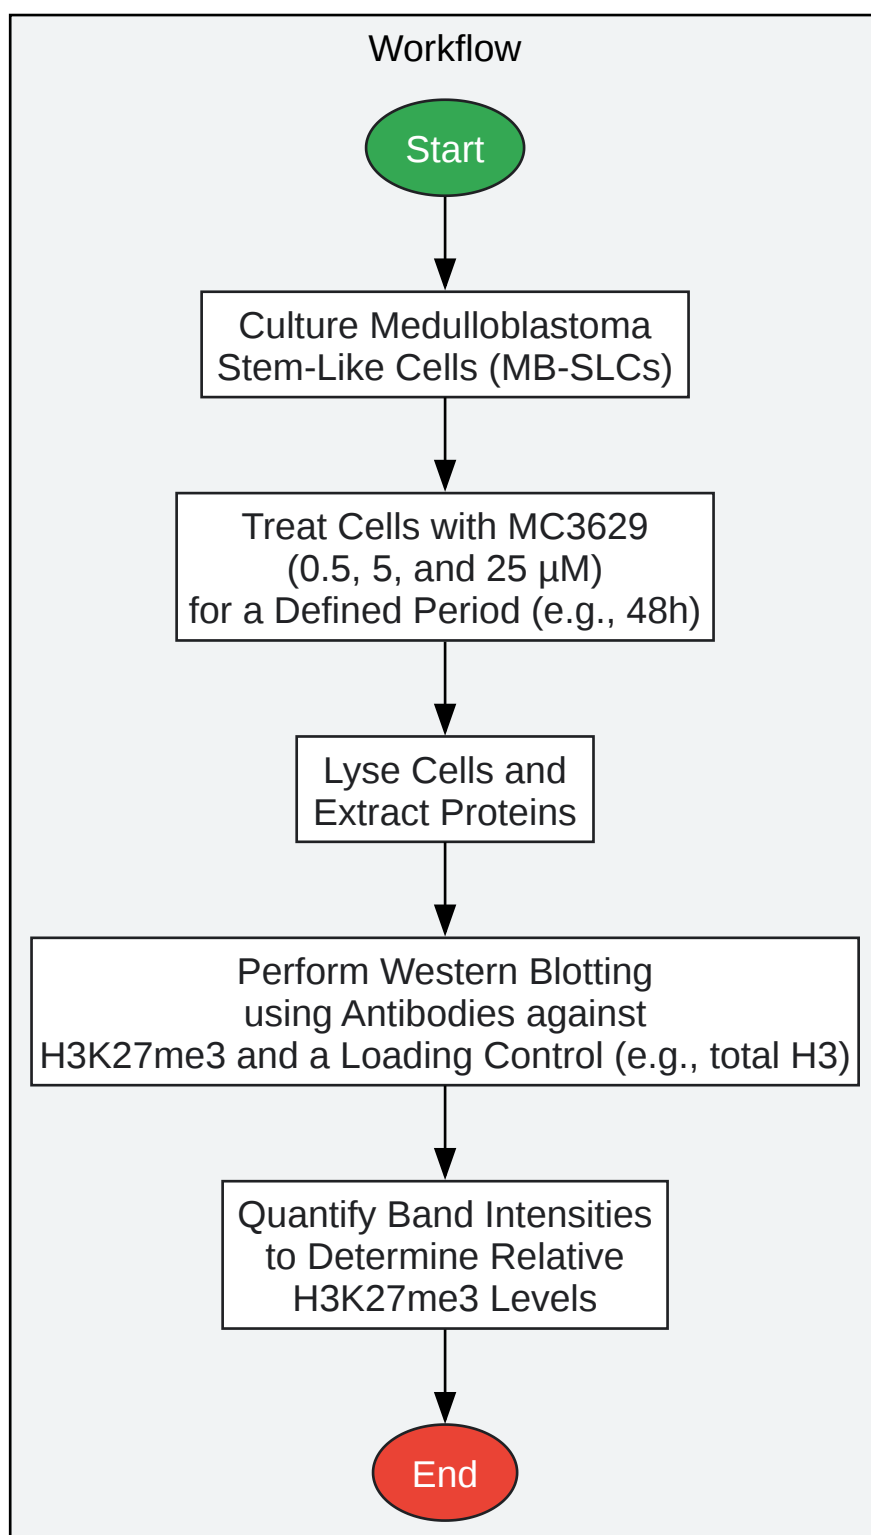 Workflow
Start
Culture Medulloblastoma
Stem-Like Cells (MB-SLCs)
Treat Cells with MC3629
(0.5, 5, and 25 µM)
for a Defined Period (e.g., 48h)
Lyse Cells and
Extract Proteins
Perform Western Blotting
using Antibodies against
H3K27me3 and a Loading Control (e.g., total H3)
Quantify Band Intensities
to Determine Relative
H3K27me3 Levels
End